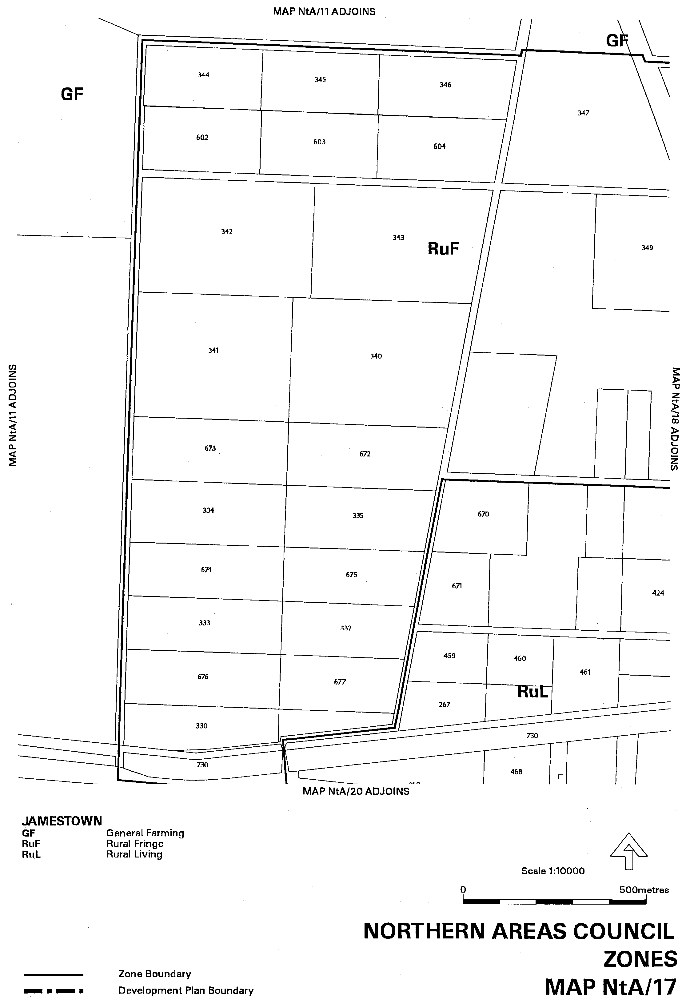 MAP NtA/11 ADJOINS
GF
344
345
346
GF
347
602
603
604
342
343
RuF
349
341
340
MAP NtA/11 ADJOINS
MAP NtA/18 ADJOINS
673
672
334
335
670
674
675
671
424
333
332
459
460
461
676
677
RuL
267
330
730
730
468
MAP NtA/20 ADJOINS
JAMESTOWN
GF General Farming
RuF Rural Fringe
RuL Rural Living
Scale 1:10000
0 500metres
NORTHERN AREAS COUNCIL
ZONES
MAP NtA/17
Zone Boundary
Development Plan Boundary